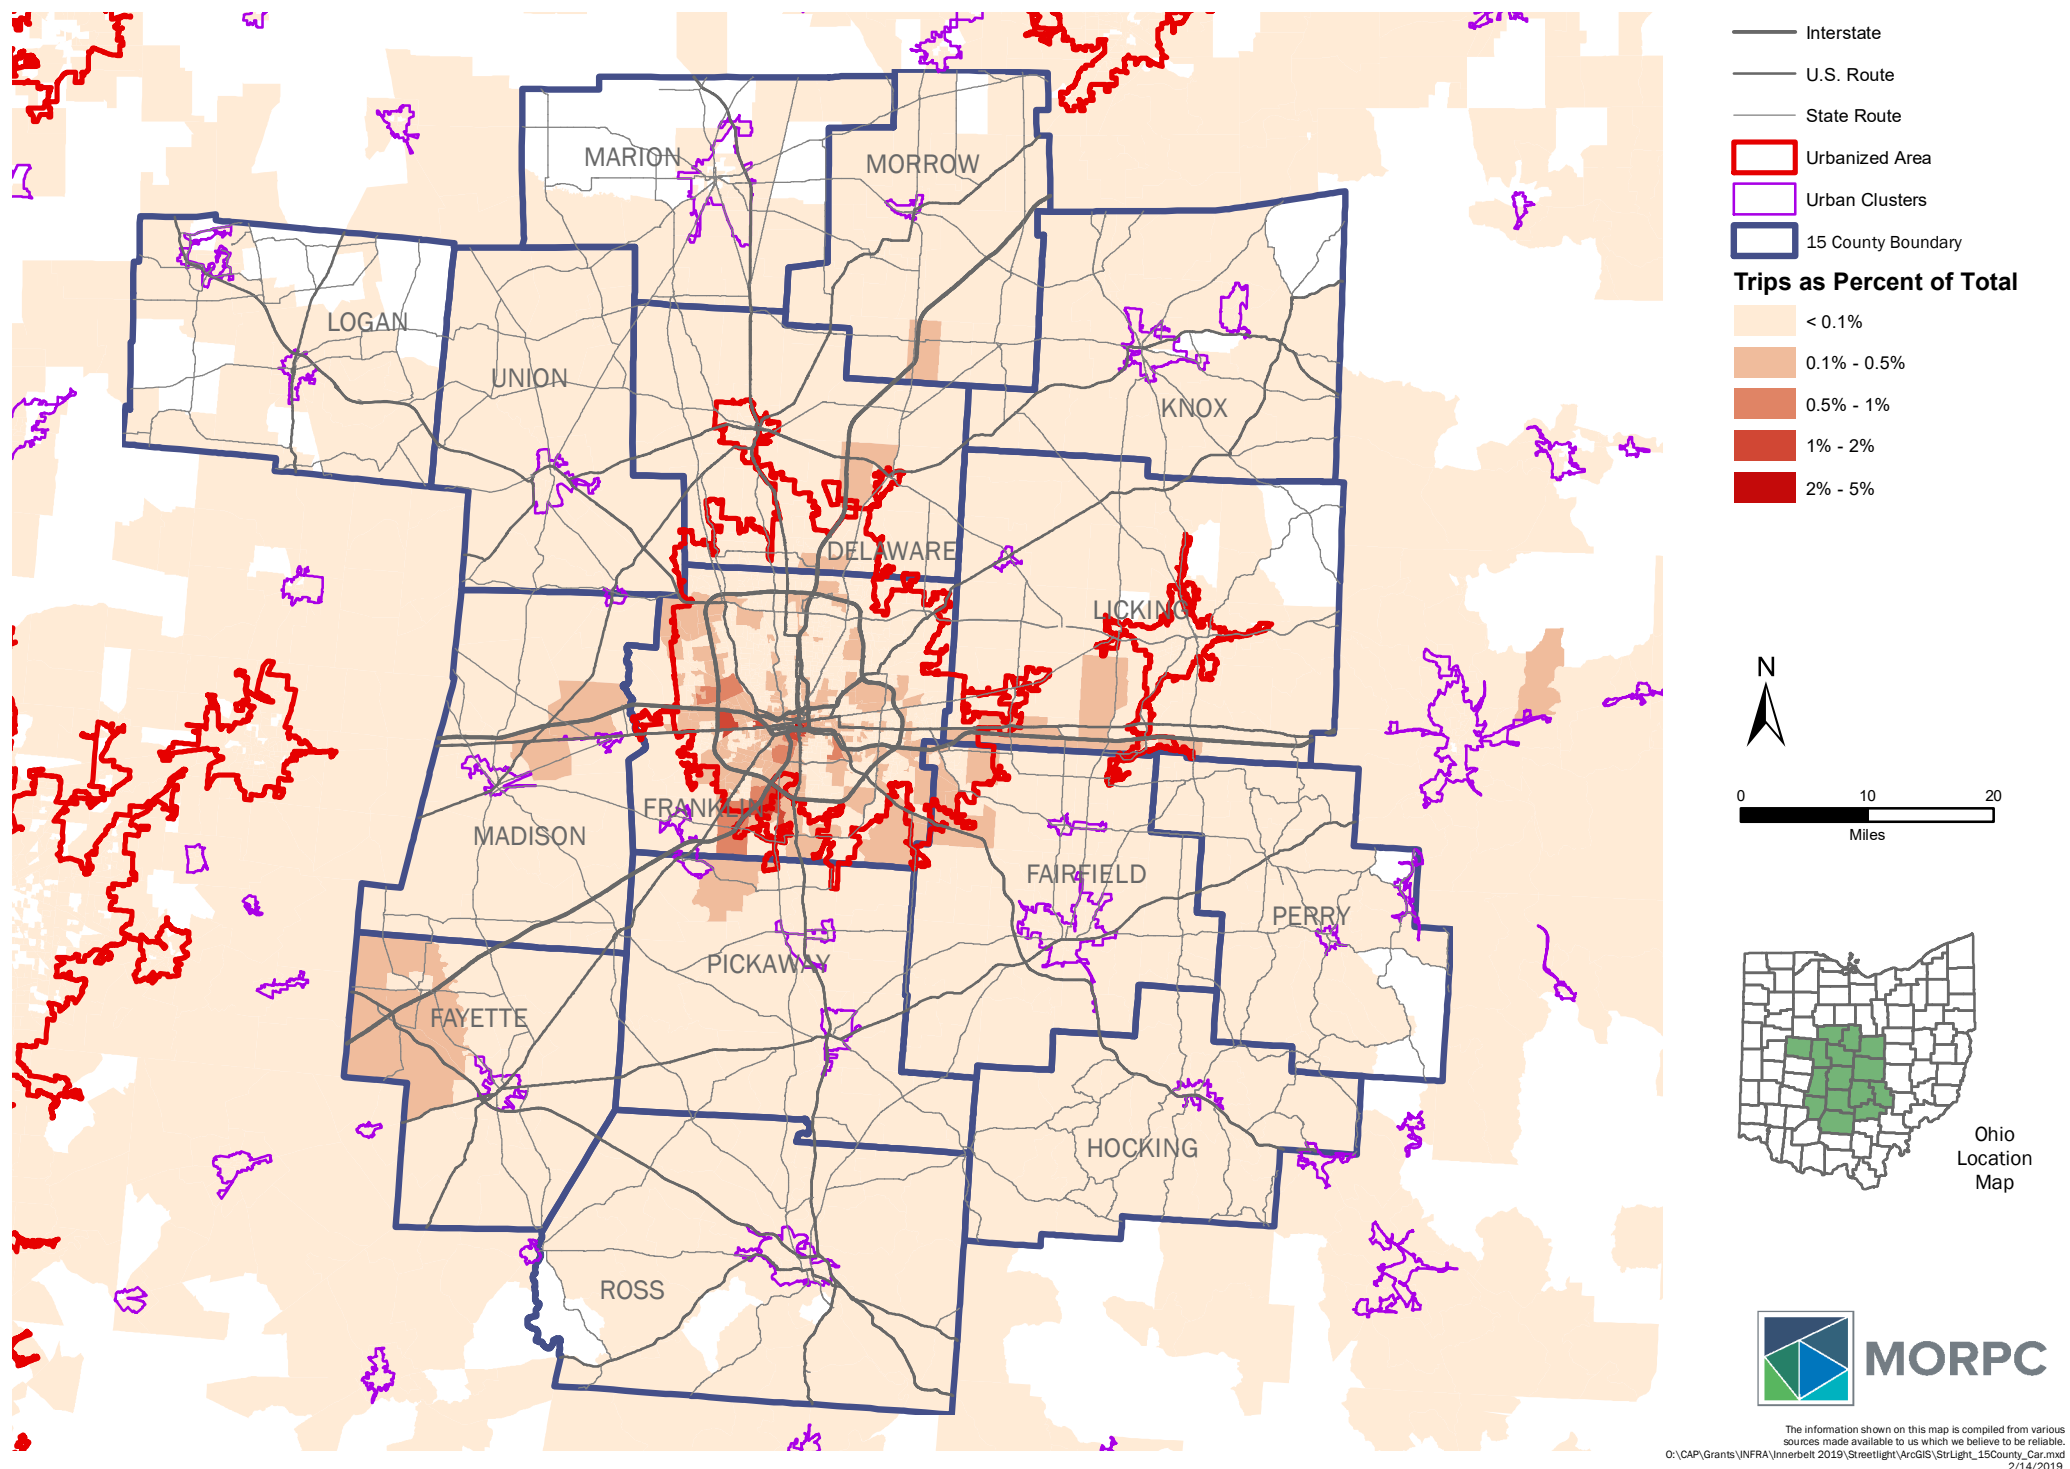 MARION
MORROW
LOGAN
UNION
KNOX
DELAWARE
LICKING
FRANKLIN
MADISON
FAIRFIELD
PERRY
PICKAWAY
FAYETTE
HOCKING
ROSS
Interstate
U.S. Route
State Route
Urbanized Area
Urban Clusters
15 County Boundary
Trips as Percent of Total
< 0.1%
0.1% - 0.5%
0.5% - 1%
1% - 2%
2% - 5%
N
0 10 20
Miles
Ohio
Location
Map
MORPC
The information shown on this map is compiled from various
sources made available to us which we believe to be reliable.
O:\CAP\Grants\INFRA\Innerbelt 2019\Streetlight\ArcGIS\StrLight_15County_Car.mxd
2/14/2019